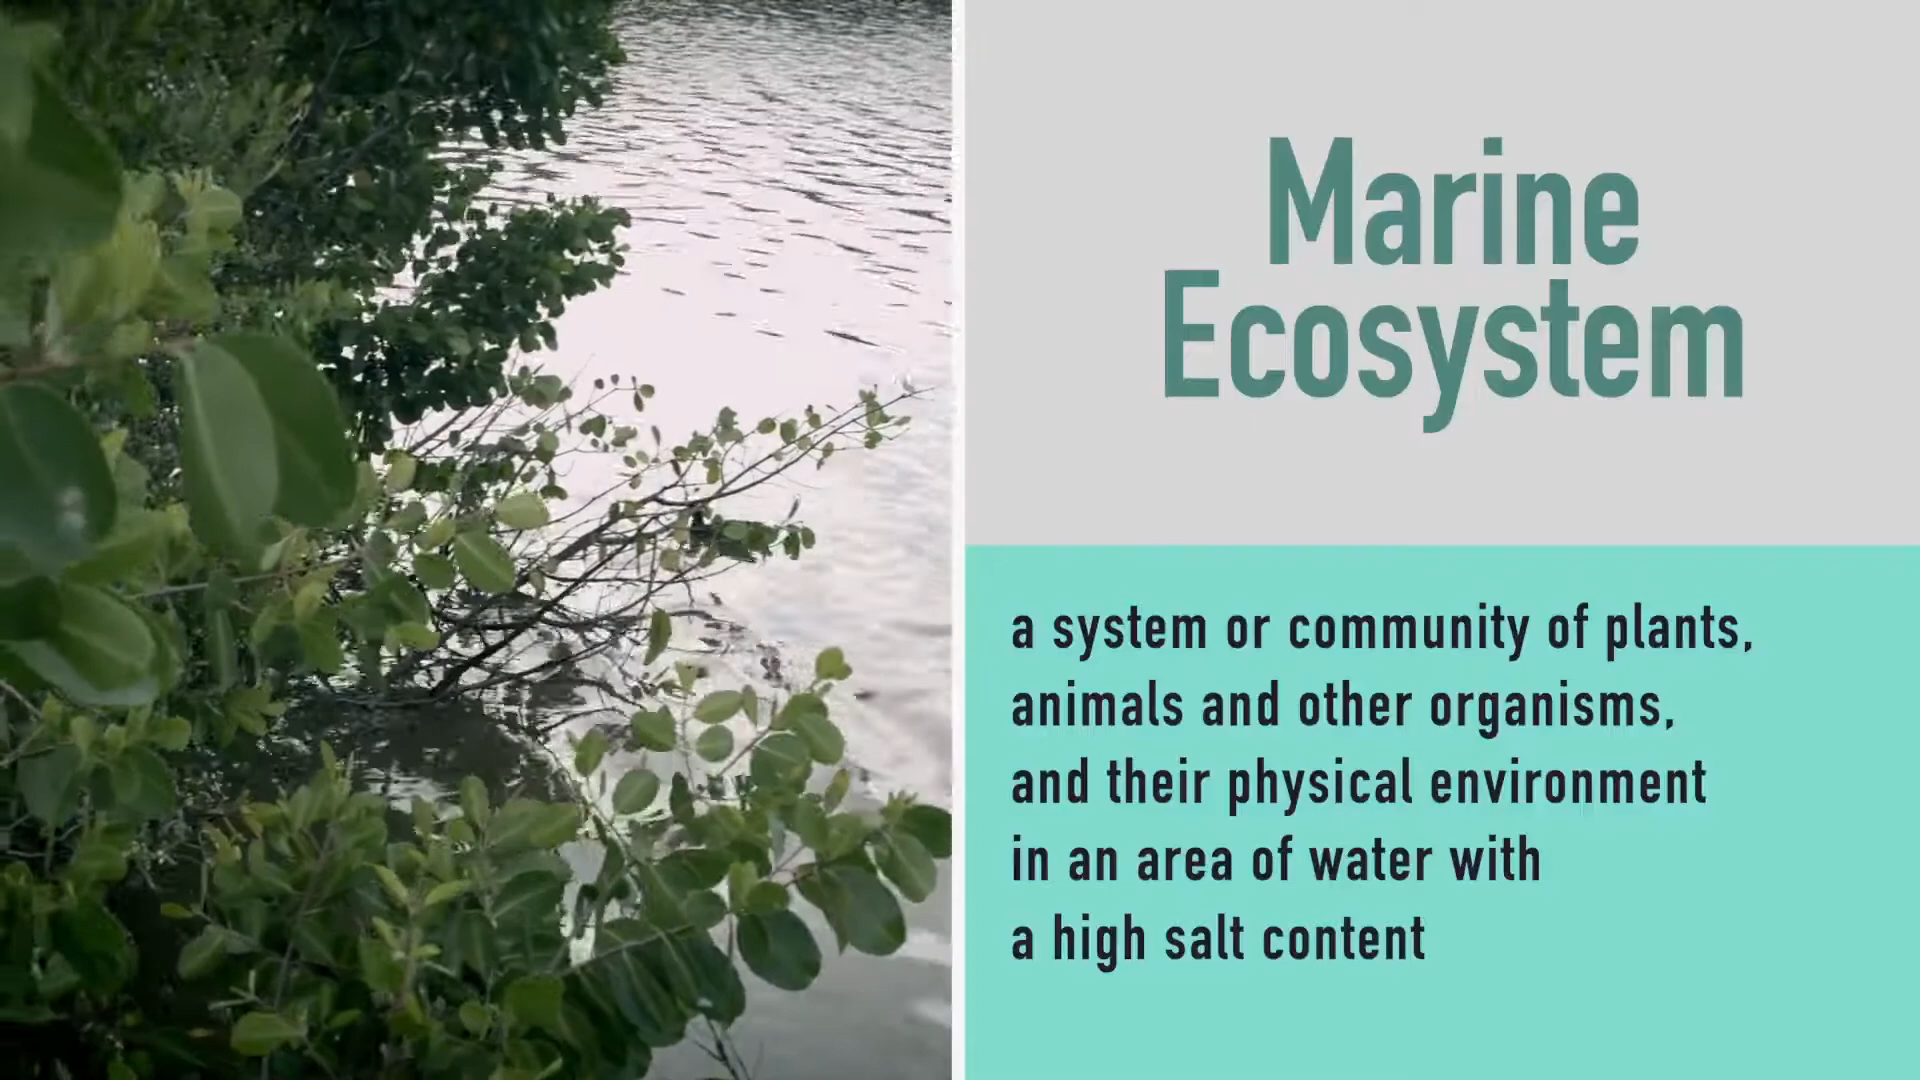 Marine
Ecosystem
a system or community of plants,
animals and other organisms,
and their physical environment
in an area of water with
a high salt content